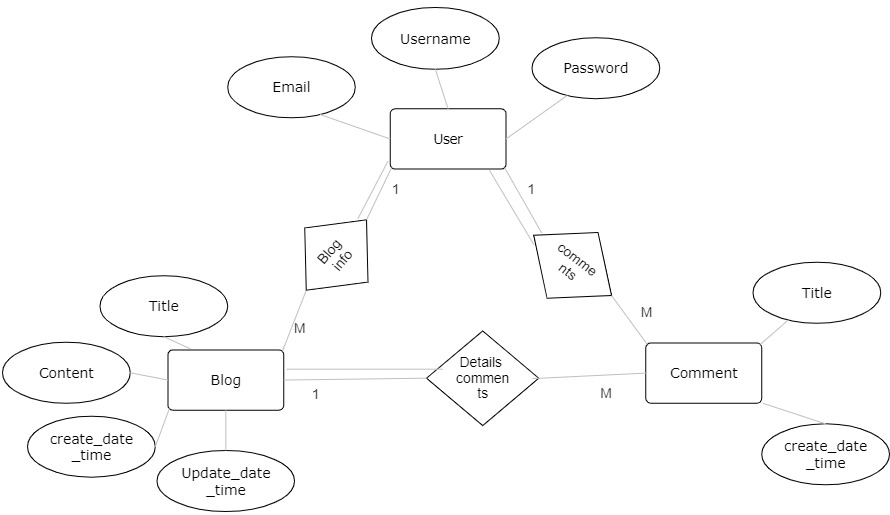 Username
Email
Password
User
1
1
Blog
info
comme
nts
Title
Title
M
M
Content
Blog
Details
commen
ts
Comment
1
M
create_date
_time
Update_date
_time
create_date
_time